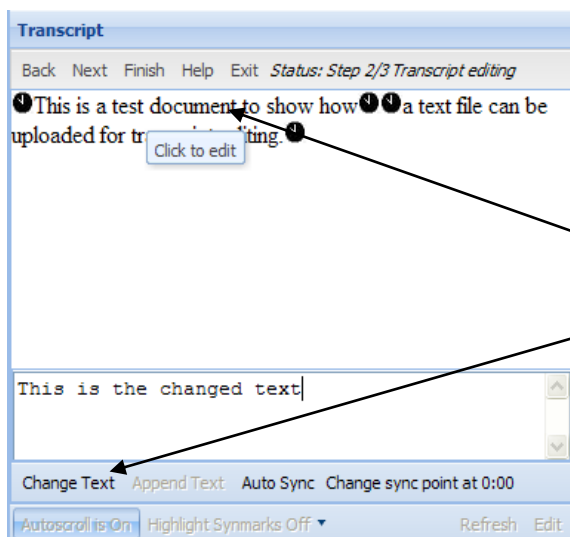 Transcript
Back Next Finish Help Exit Status: Step 2/3 Transcript editing
This is a test document to show how a text file can be
uploaded for editing.
Click to edit
This is the changed text
Change Text Append Text Auto Sync Change sync point at 0:00
Autoscroll is On Highlight Synmarks Off Refresh Edit